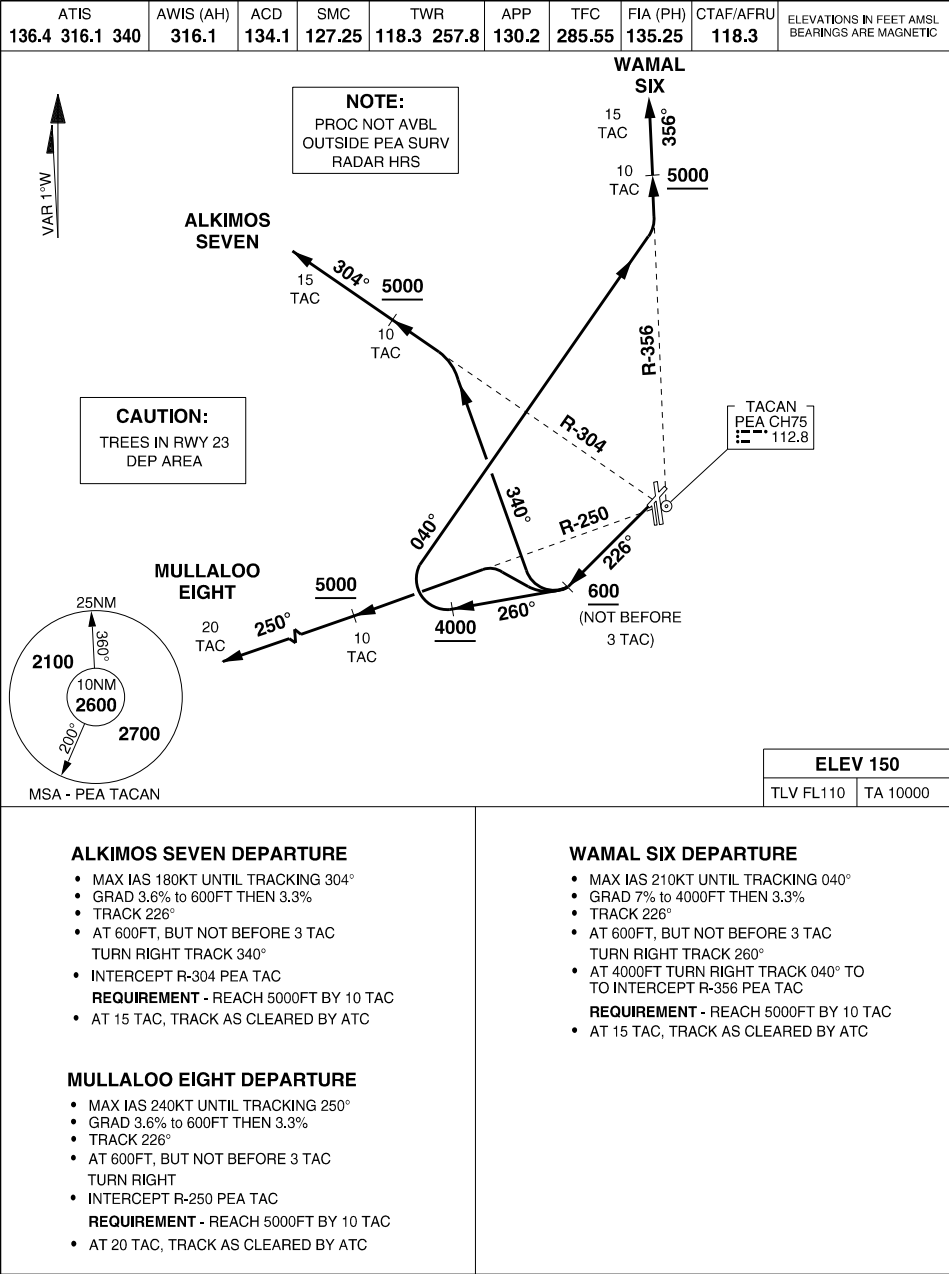 ATIS
136.4 316.1 340
AWIS (AH)
316.1
ACD
134.1
SMC
127.25
TWR
118.3 257.8
APP
130.2
TFC
285.55
FIA (PH)
135.25
CTAF/AFRU
118.3
ELEVATIONS IN FEET AMSL
BEARINGS ARE MAGNETIC
VAR 1°W
NOTE:
PROC NOT AVBL
OUTSIDE PEA SURV
RADAR HRS
WAMAL
SIX
15
TAC
356°
10
TAC
5000
ALKIMOS
SEVEN
304°
15
TAC
5000
10
TAC
R-356
CAUTION:
TREES IN RWY 23
DEP AREA
TACAN
PEA CH75
112.8
R-304
340°
040°
R-250
226°
MULLALOO
EIGHT
5000
250°
20
TAC
10
TAC
4000
260°
600
(NOT BEFORE
3 TAC)
25NM
360°
2100
10NM
2600
2700
200°
MSA - PEA TACAN
ELEV 150
TLV FL110
TA 10000
ALKIMOS SEVEN DEPARTURE
• MAX IAS 180KT UNTIL TRACKING 304°
• GRAD 3.6% to 600FT THEN 3.3%
• TRACK 226°
• AT 600FT, BUT NOT BEFORE 3 TAC
TURN RIGHT TRACK 340°
• INTERCEPT R-304 PEA TAC
REQUIREMENT - REACH 5000FT BY 10 TAC
• AT 15 TAC, TRACK AS CLEARED BY ATC
MULLALOO EIGHT DEPARTURE
• MAX IAS 240KT UNTIL TRACKING 250°
• GRAD 3.6% to 600FT THEN 3.3%
• TRACK 226°
• AT 600FT, BUT NOT BEFORE 3 TAC
TURN RIGHT
• INTERCEPT R-250 PEA TAC
REQUIREMENT - REACH 5000FT BY 10 TAC
• AT 20 TAC, TRACK AS CLEARED BY ATC
WAMAL SIX DEPARTURE
• MAX IAS 210KT UNTIL TRACKING 040°
• GRAD 7% to 4000FT THEN 3.3%
• TRACK 226°
• AT 600FT, BUT NOT BEFORE 3 TAC
TURN RIGHT TRACK 260°
• AT 4000FT TURN RIGHT TRACK 040° TO
TO INTERCEPT R-356 PEA TAC
REQUIREMENT - REACH 5000FT BY 10 TAC
• AT 15 TAC, TRACK AS CLEARED BY ATC